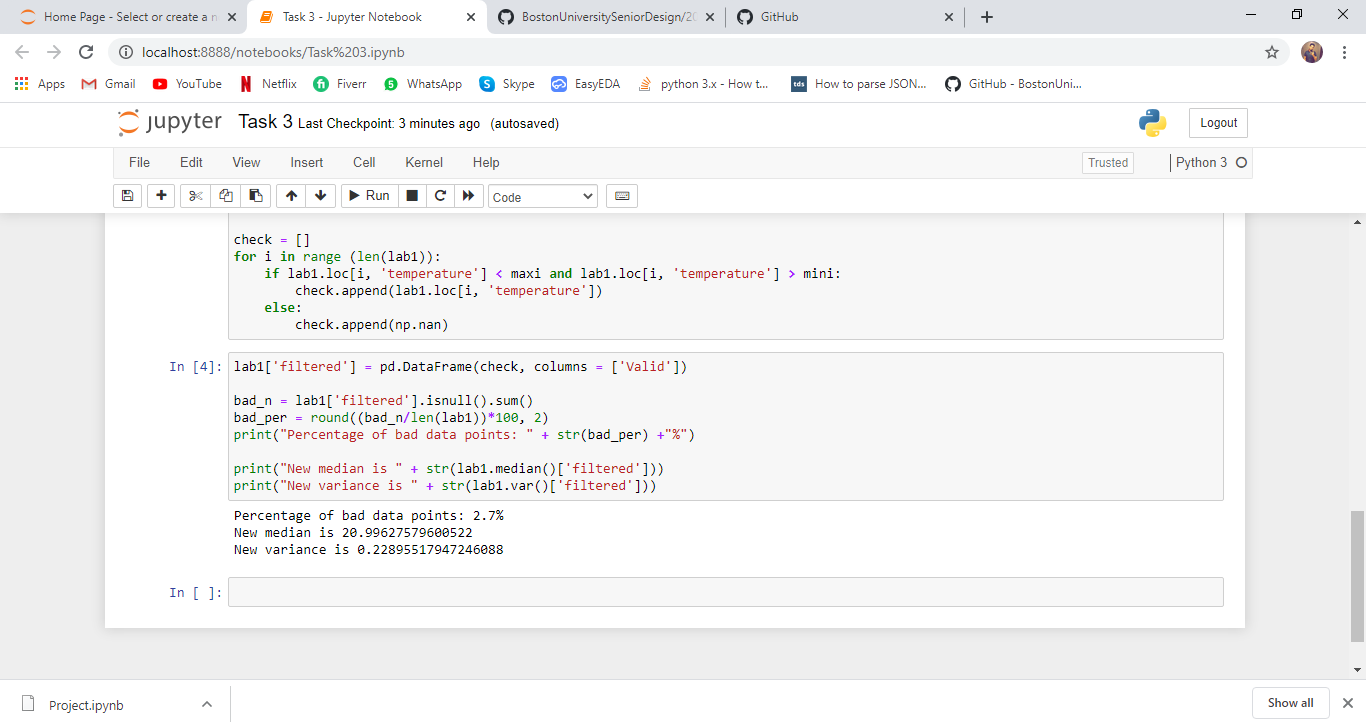 Home Page - Select or create a n
Task 3 - Jupyter Notebook
BostonUniversitySeniorDesign/20
GitHub
localhost:8888/notebooks/Task%203.ipynb
Apps
Gmail
YouTube
Netflix
Fiverr
WhatsApp
Skype
EasyEDA
python 3.x - How t...
tds
How to parse JSON...
GitHub - BostonUni...
jupyter
Task 3 Last Checkpoint: 3 minutes ago (autosaved)
Logout
File
Edit
View
Insert
Cell
Kernel
Help
Trusted
Python 3
Run
Code
check = []
for i in range (len(lab1)):
    if lab1.loc[i, 'temperature'] < maxi and lab1.loc[i, 'temperature'] > mini:
        check.append(lab1.loc[i, 'temperature'])
    else:
        check.append(np.nan)
In [4]:
lab1['filtered'] = pd.DataFrame(check, columns = ['Valid'])
bad_n = lab1['filtered'].isnull().sum()
bad_per = round((bad_n/len(lab1))*100, 2)
print("Percentage of bad data points: " + str(bad_per) +"%")
print("New median is " + str(lab1.median()['filtered']))
print("New variance is " + str(lab1.var()['filtered']))
Percentage of bad data points: 2.7%
New median is 20.99627579600522
New variance is 0.22895517947246088
In [ ]:
Project.ipynb
Show all